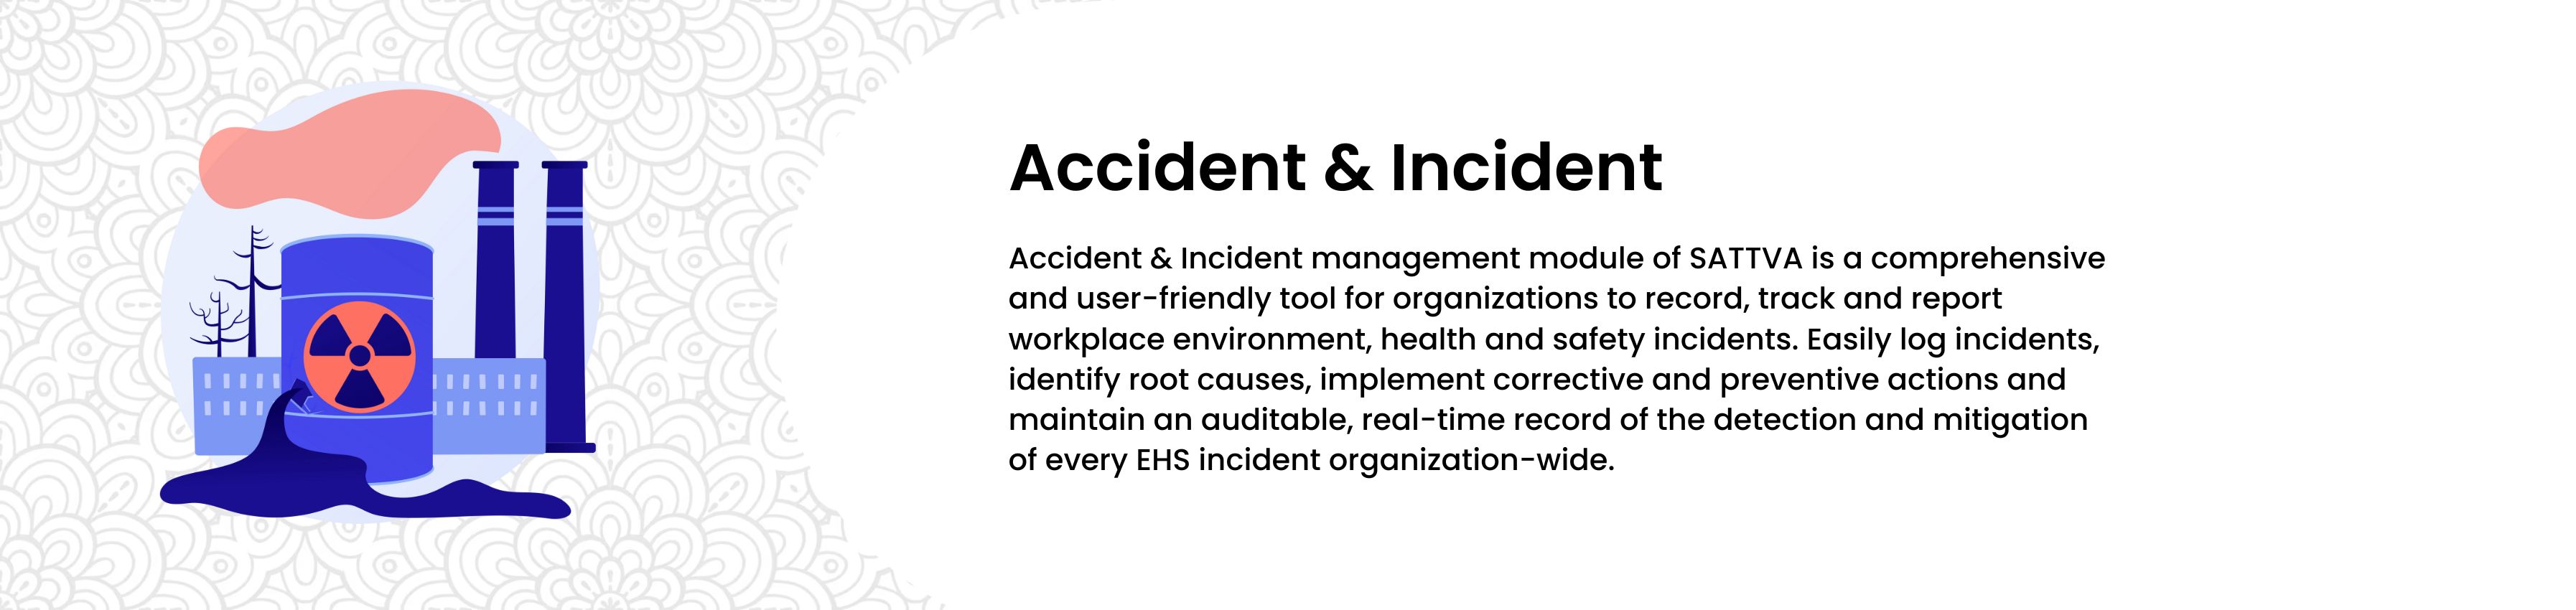 Accident & Incident
Accident & Incident management module of SATTVA is a comprehensive
and user-friendly tool for organizations to record, track and report
workplace environment, health and safety incidents. Easily log incidents,
identify root causes, implement corrective and preventive actions and
maintain an auditable, real-time record of the detection and mitigation
of every EHS incident organization-wide.